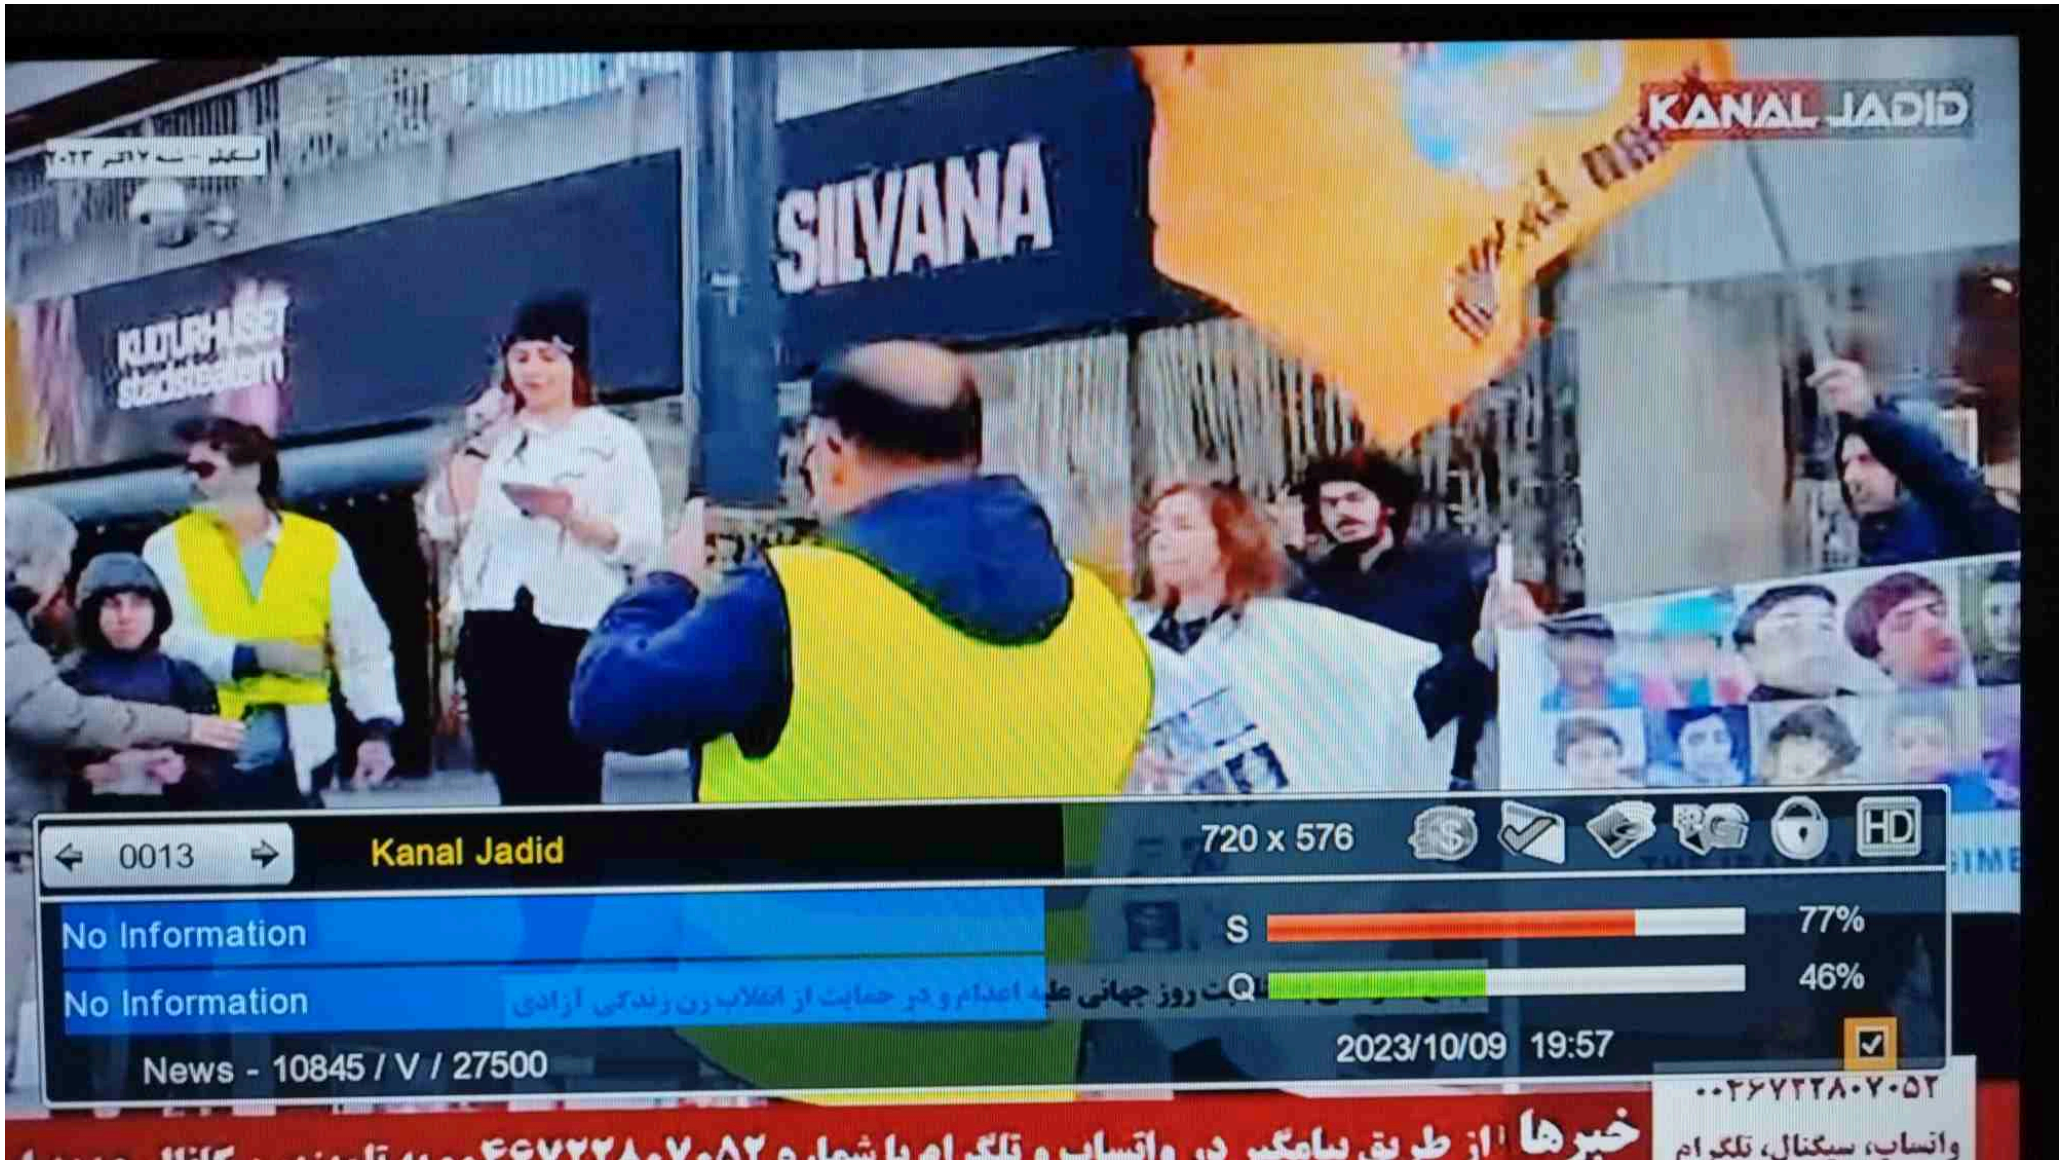 KANAL JADID
SILVANA
KULTURHUSET
stadsteatern
0013
Kanal Jadid
720 x 576
HD
No Information
S
77%
No Information
Q
46%
روز جهانی علیه اعدام و در حمایت از انقلاب زن زندگی آزادی
News - 10845 / V / 27500
2023/10/09 19:57
۰۰۴۶۷۲۲۸۰۷۰۵۲
واتساپ، سیگنال، تلگرام
خبرها
از طریق پیامگیر در واتساپ و تلگرام با شماره